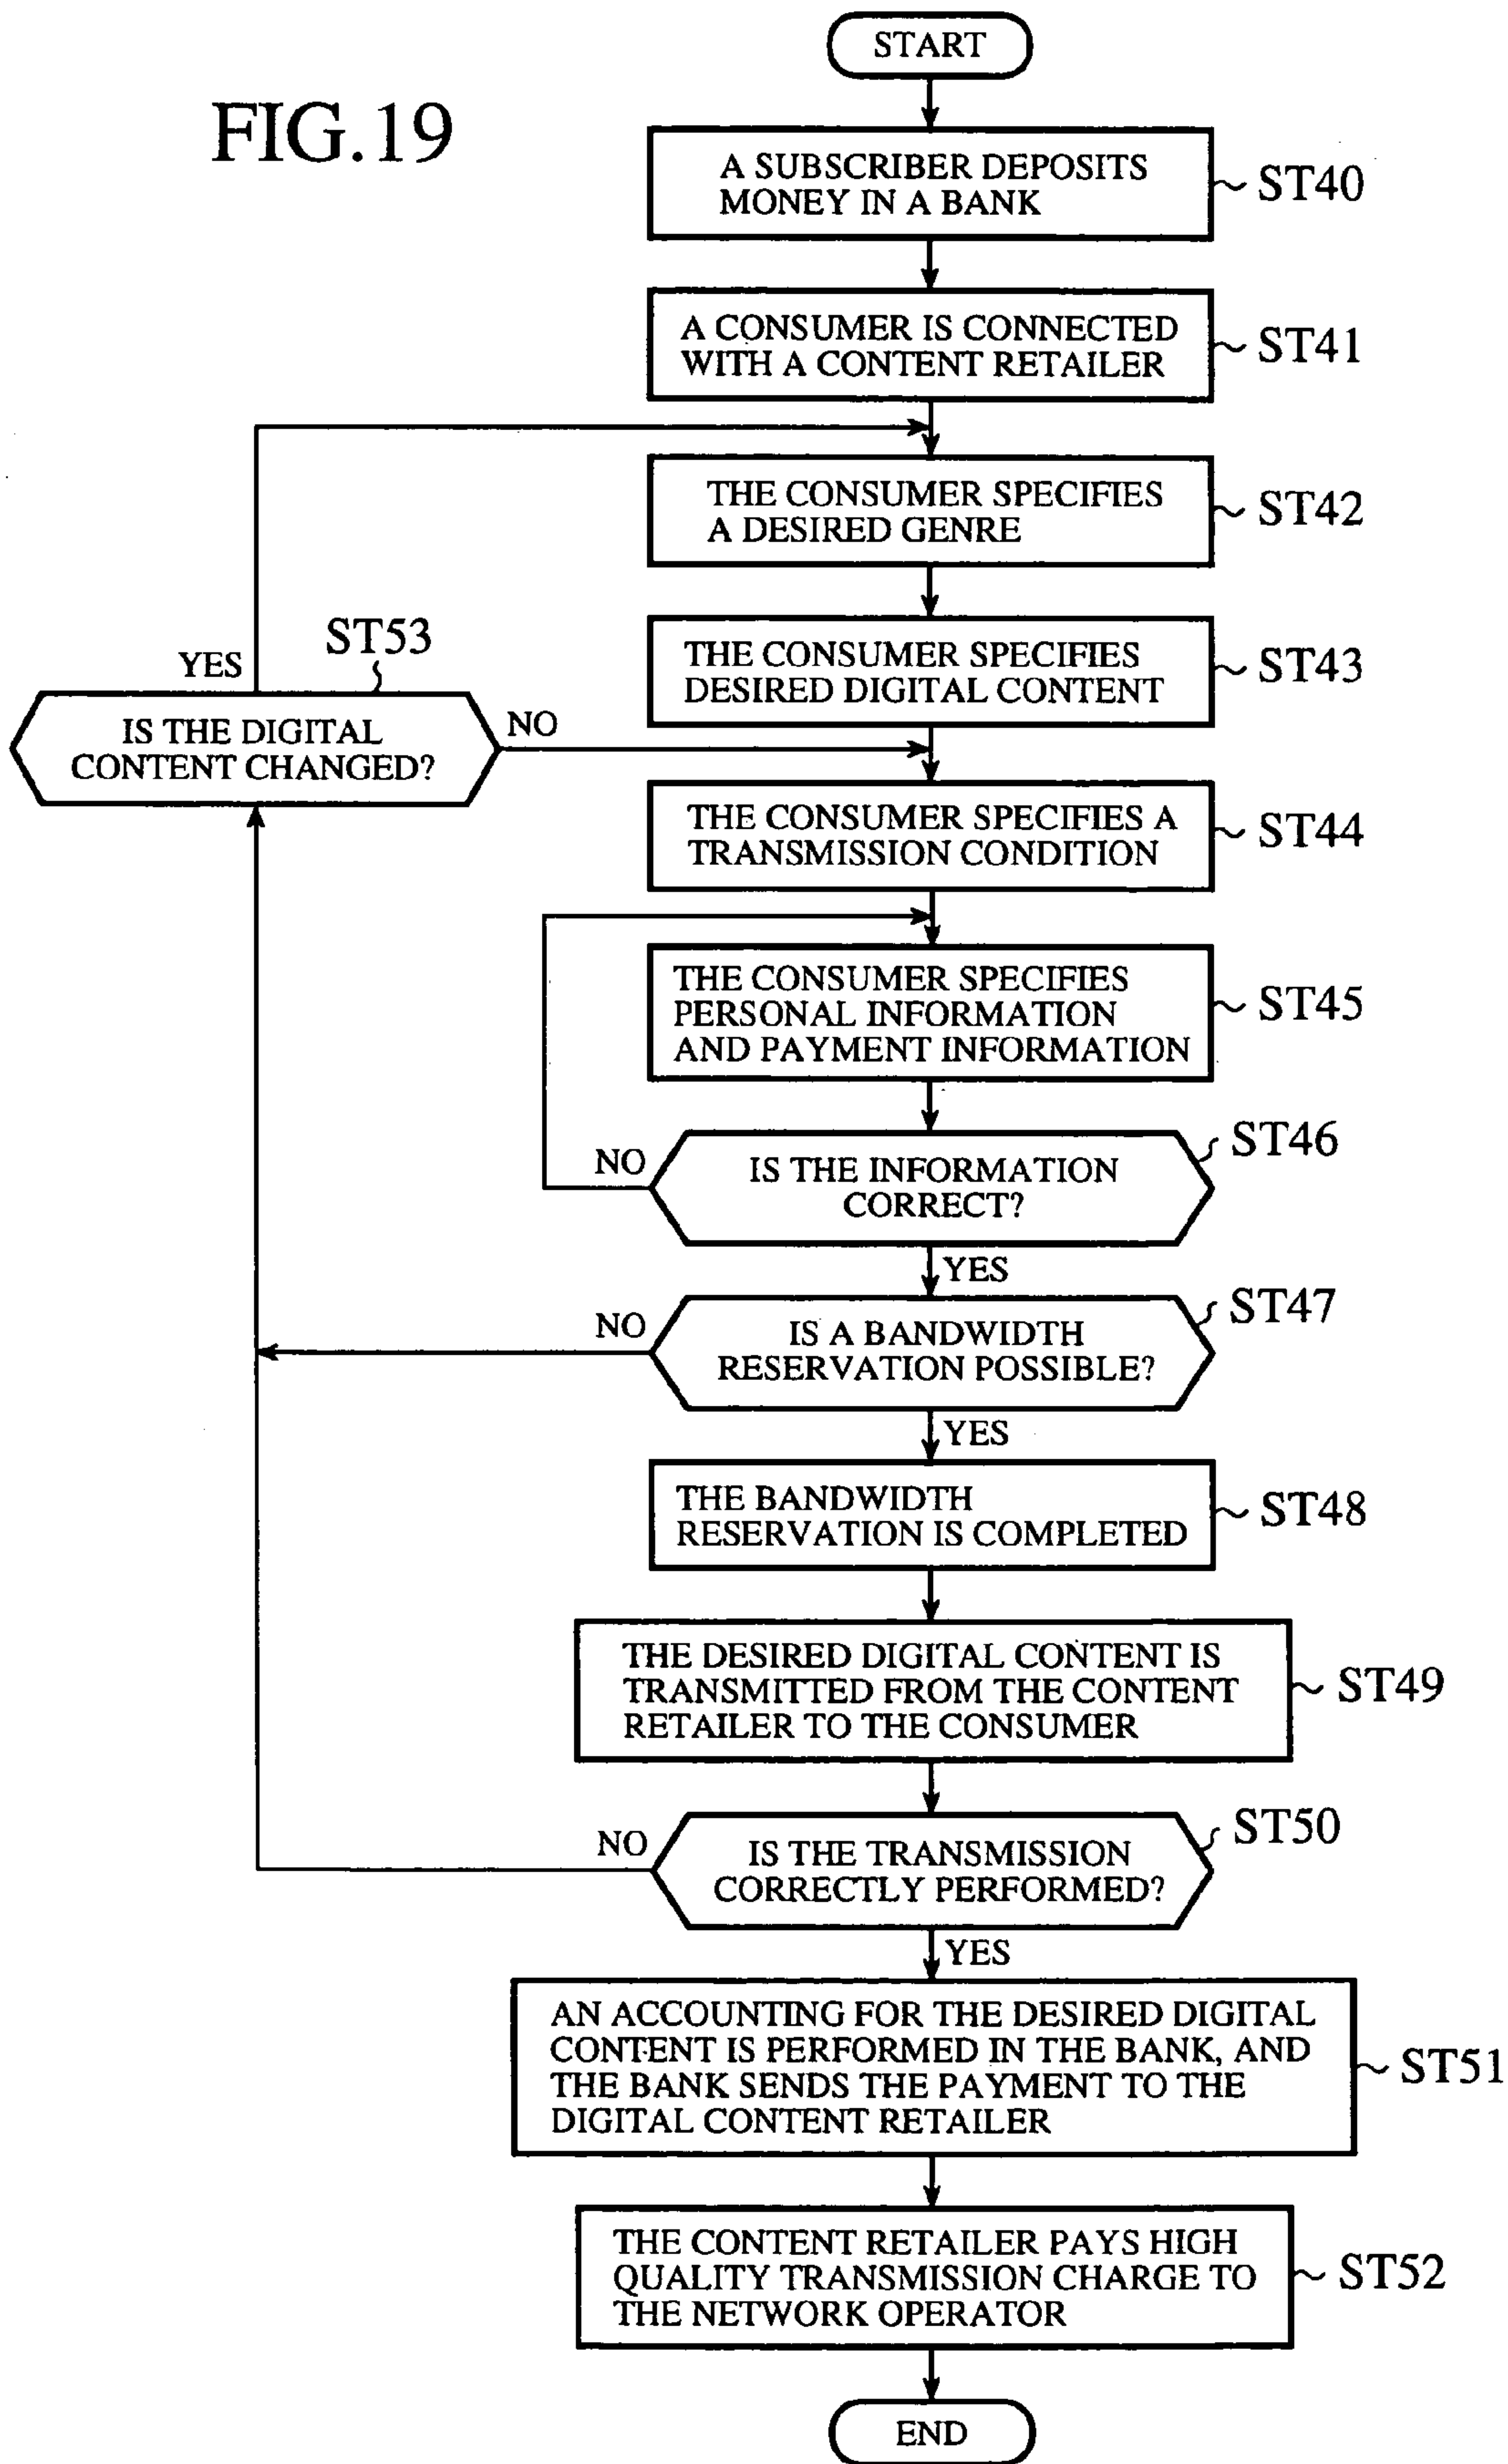 START
FIG.19
A SUBSCRIBER DEPOSITS
MONEY IN A BANK
ST40
A CONSUMER IS CONNECTED
WITH A CONTENT RETAILER
ST41
THE CONSUMER SPECIFIES
A DESIRED GENRE
ST42
ST53
YES
IS THE DIGITAL
CONTENT CHANGED?
NO
THE CONSUMER SPECIFIES
DESIRED DIGITAL CONTENT
ST43
THE CONSUMER SPECIFIES A
TRANSMISSION CONDITION
ST44
THE CONSUMER SPECIFIES
PERSONAL INFORMATION
AND PAYMENT INFORMATION
ST45
NO
IS THE INFORMATION
CORRECT?
ST46
YES
NO
IS A BANDWIDTH
RESERVATION POSSIBLE?
ST47
YES
THE BANDWIDTH
RESERVATION IS COMPLETED
ST48
THE DESIRED DIGITAL CONTENT IS
TRANSMITTED FROM THE CONTENT
RETAILER TO THE CONSUMER
ST49
NO
IS THE TRANSMISSION
CORRECTLY PERFORMED?
ST50
YES
AN ACCOUNTING FOR THE DESIRED DIGITAL
CONTENT IS PERFORMED IN THE BANK, AND
THE BANK SENDS THE PAYMENT TO THE
DIGITAL CONTENT RETAILER
ST51
THE CONTENT RETAILER PAYS HIGH
QUALITY TRANSMISSION CHARGE TO
THE NETWORK OPERATOR
ST52
END